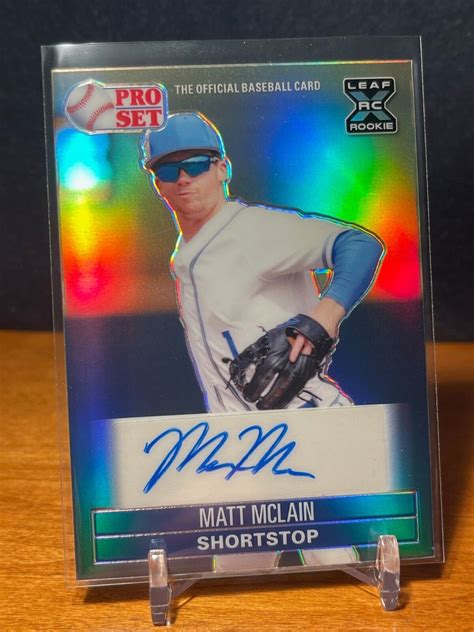 PRO
SET
THE OFFICIAL BASEBALL CARD
LEAF
X
RC
ROOKIE
MATT MCLAIN
SHORTSTOP